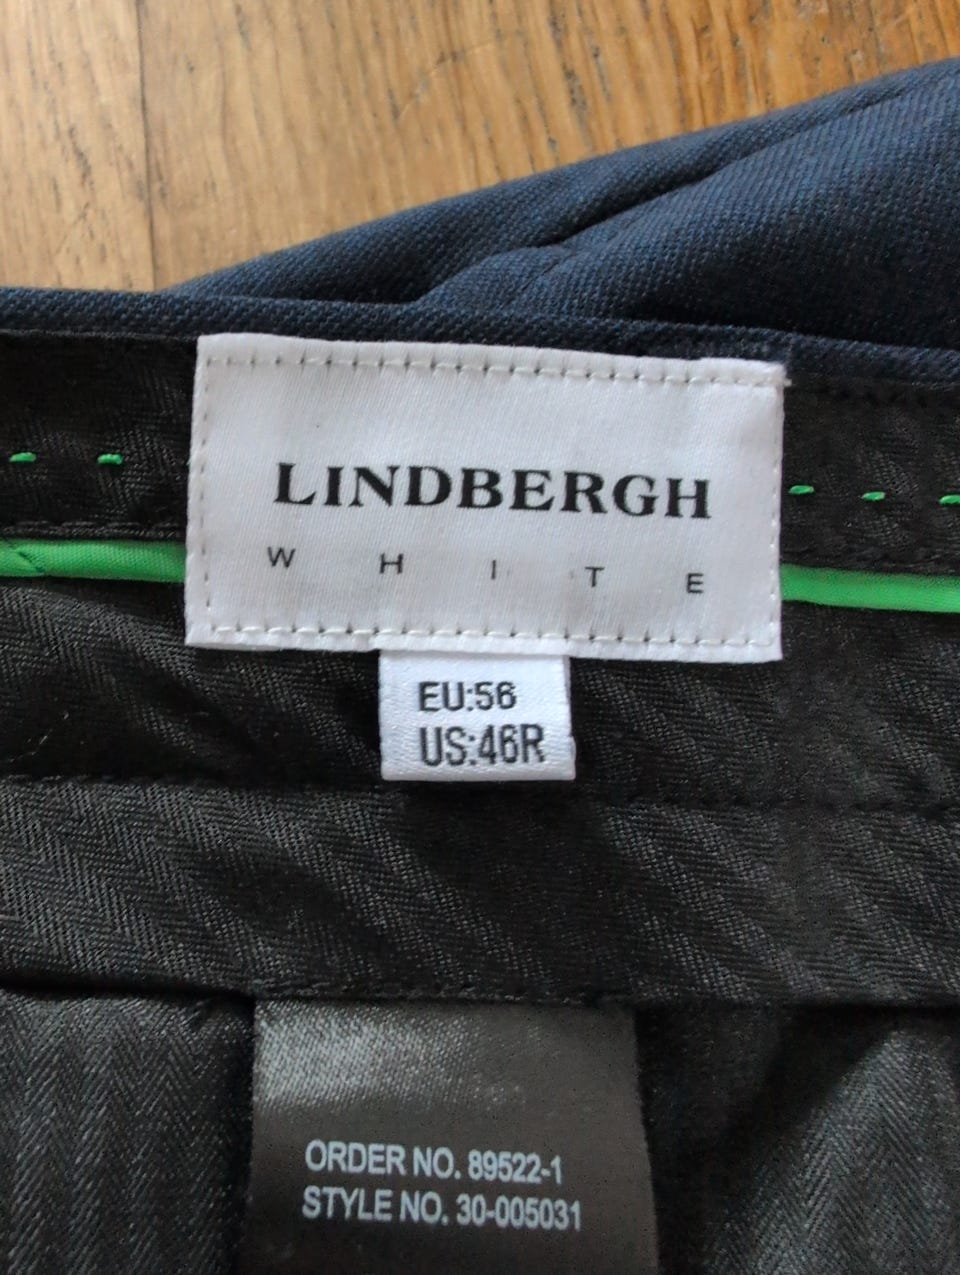 LINDBERGH
WHITE
EU:56
US:46R
ORDER NO. 89522-1
STYLE NO. 30-005031